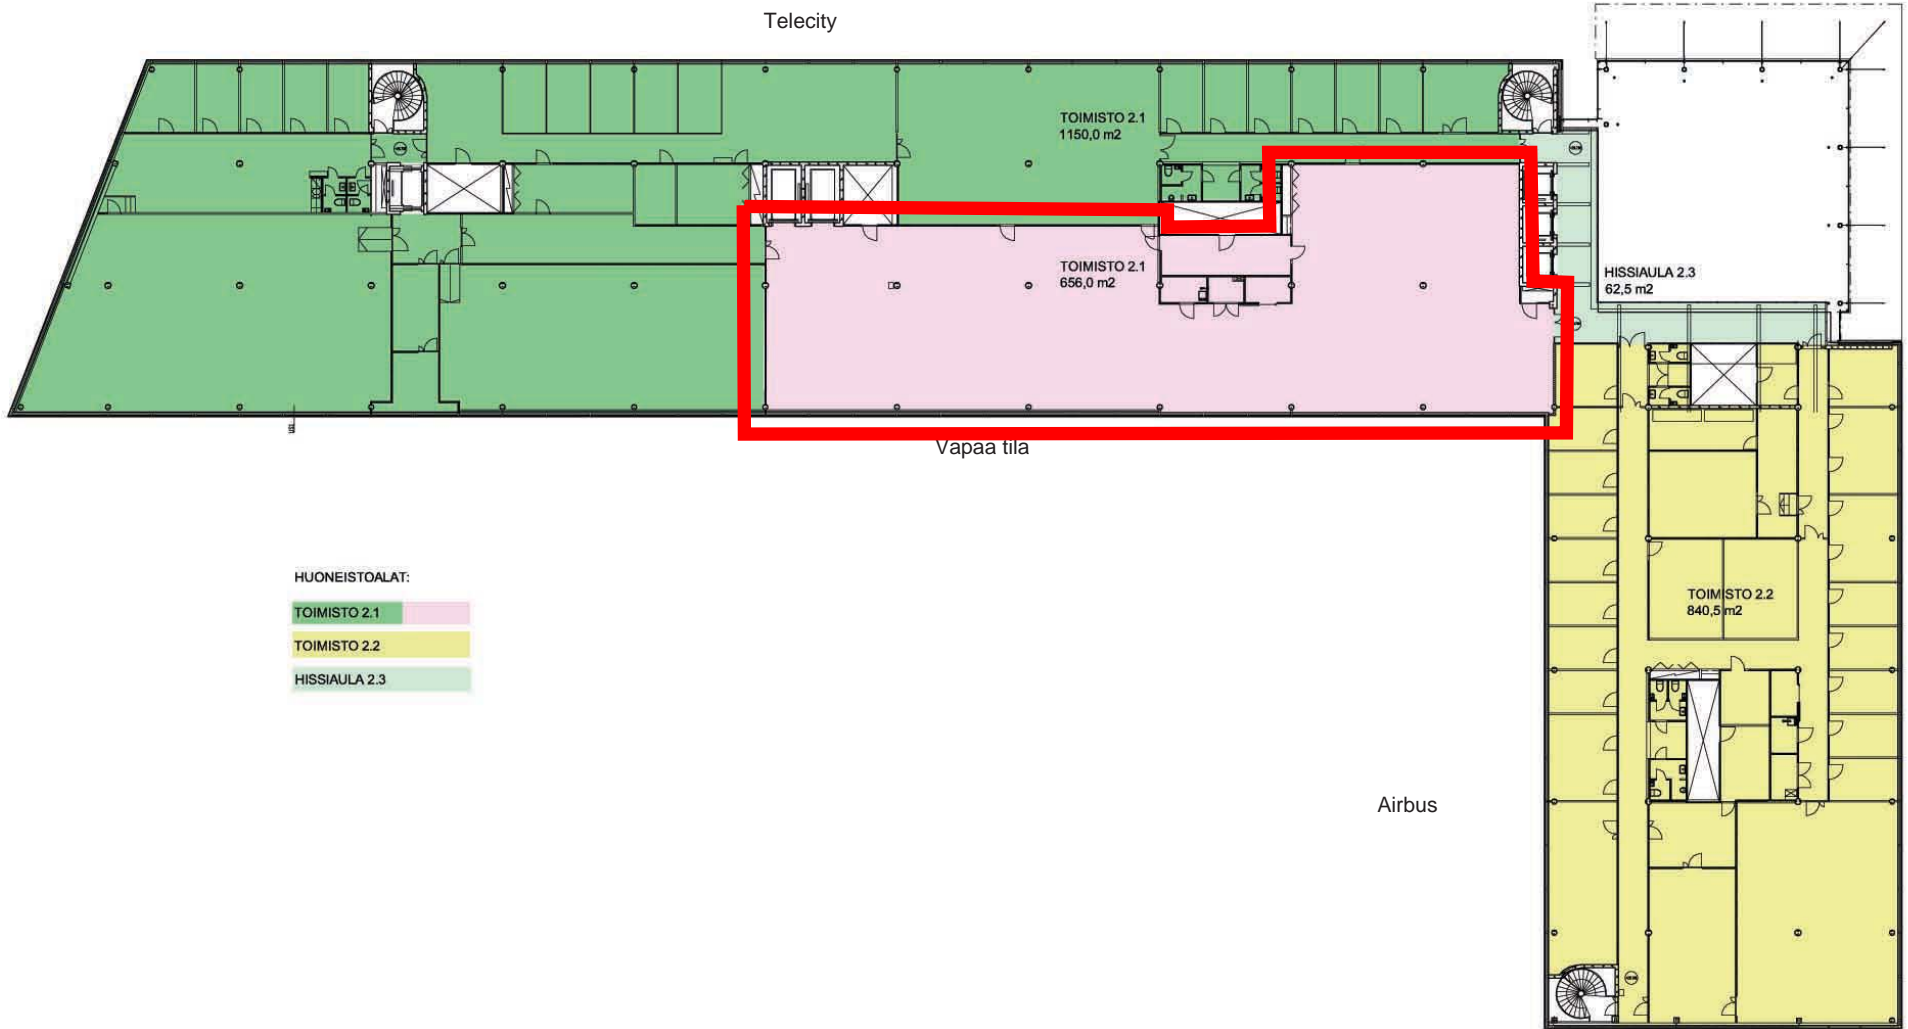 Telecity
TOIMISTO 2.1
1150,0 m2
TOIMISTO 2.1
656,0 m2
HISSIAULA 2.3
62,5 m2
Vapaa tila
HUONEISTOALAT:
TOIMISTO 2.1
TOIMISTO 2.2
HISSIAULA 2.3
TOIMISTO 2.2
840,5 m2
Airbus